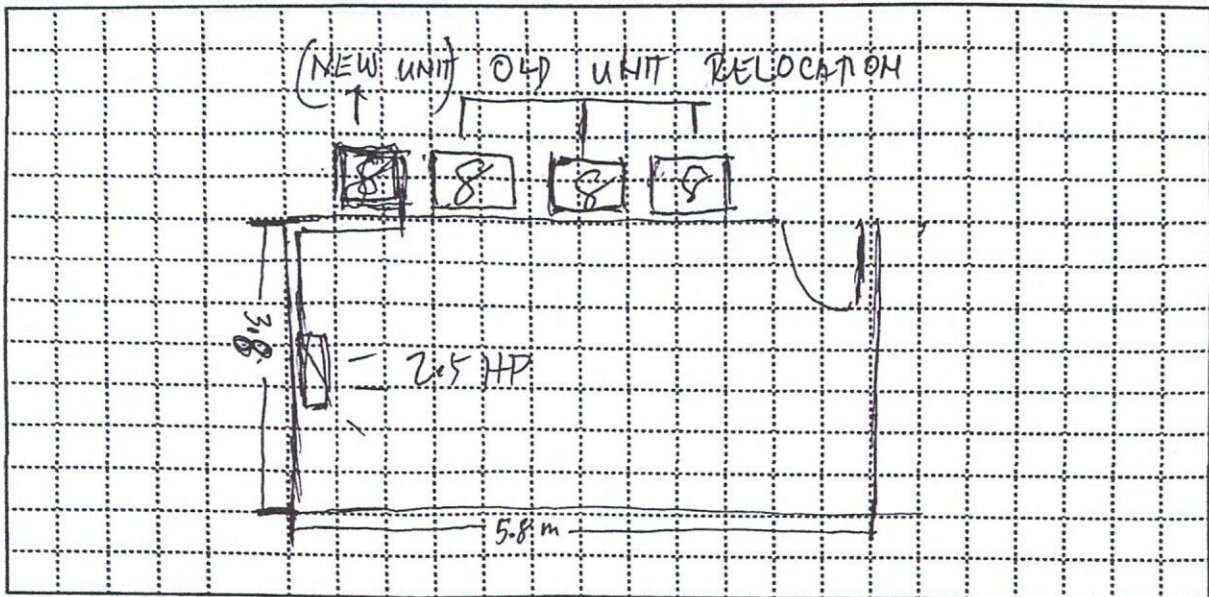 (NEW UNIT) OLD UNIT RELOCATION
8 8 8 8
3.8
2.5 HP
5.8 m